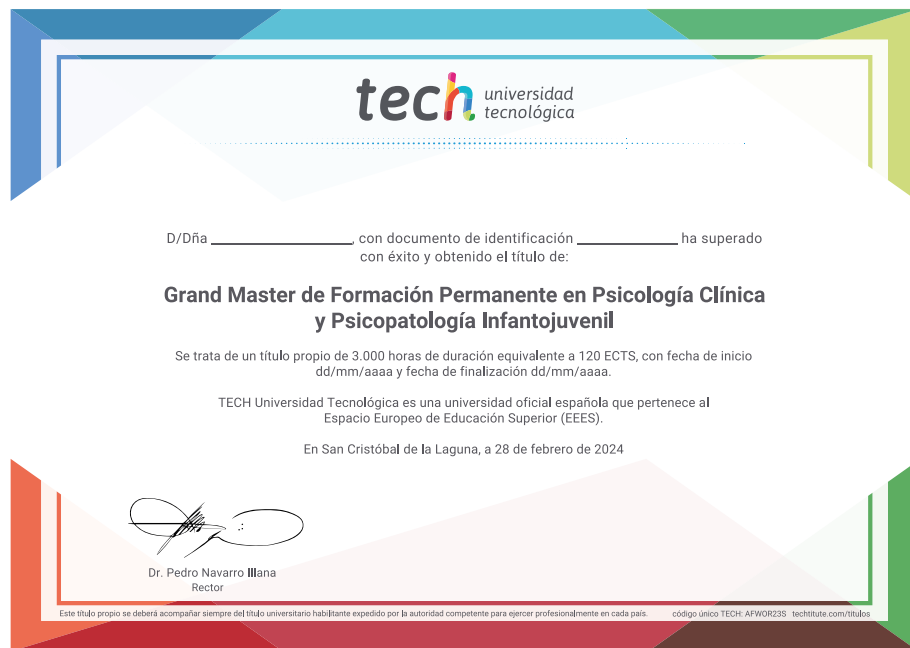 tech universidad
tecnológica
D/Dña ________________, con documento de identificación ____________ ha superado
con éxito y obtenido el título de:
Grand Master de Formación Permanente en Psicología Clínica
y Psicopatología Infantojuvenil
Se trata de un título propio de 3.000 horas de duración equivalente a 120 ECTS, con fecha de inicio
dd/mm/aaaa y fecha de finalización dd/mm/aaaa.
TECH Universidad Tecnológica es una universidad oficial española que pertenece al
Espacio Europeo de Educación Superior (EEES).
En San Cristóbal de la Laguna, a 28 de febrero de 2024
Dr. Pedro Navarro Illana
Rector
Este título propio se deberá acompañar siempre del título universitario habilitante expedido por la autoridad competente para ejercer profesionalmente en cada país. código único TECH: AFWOR23S techtitute.com/titulos